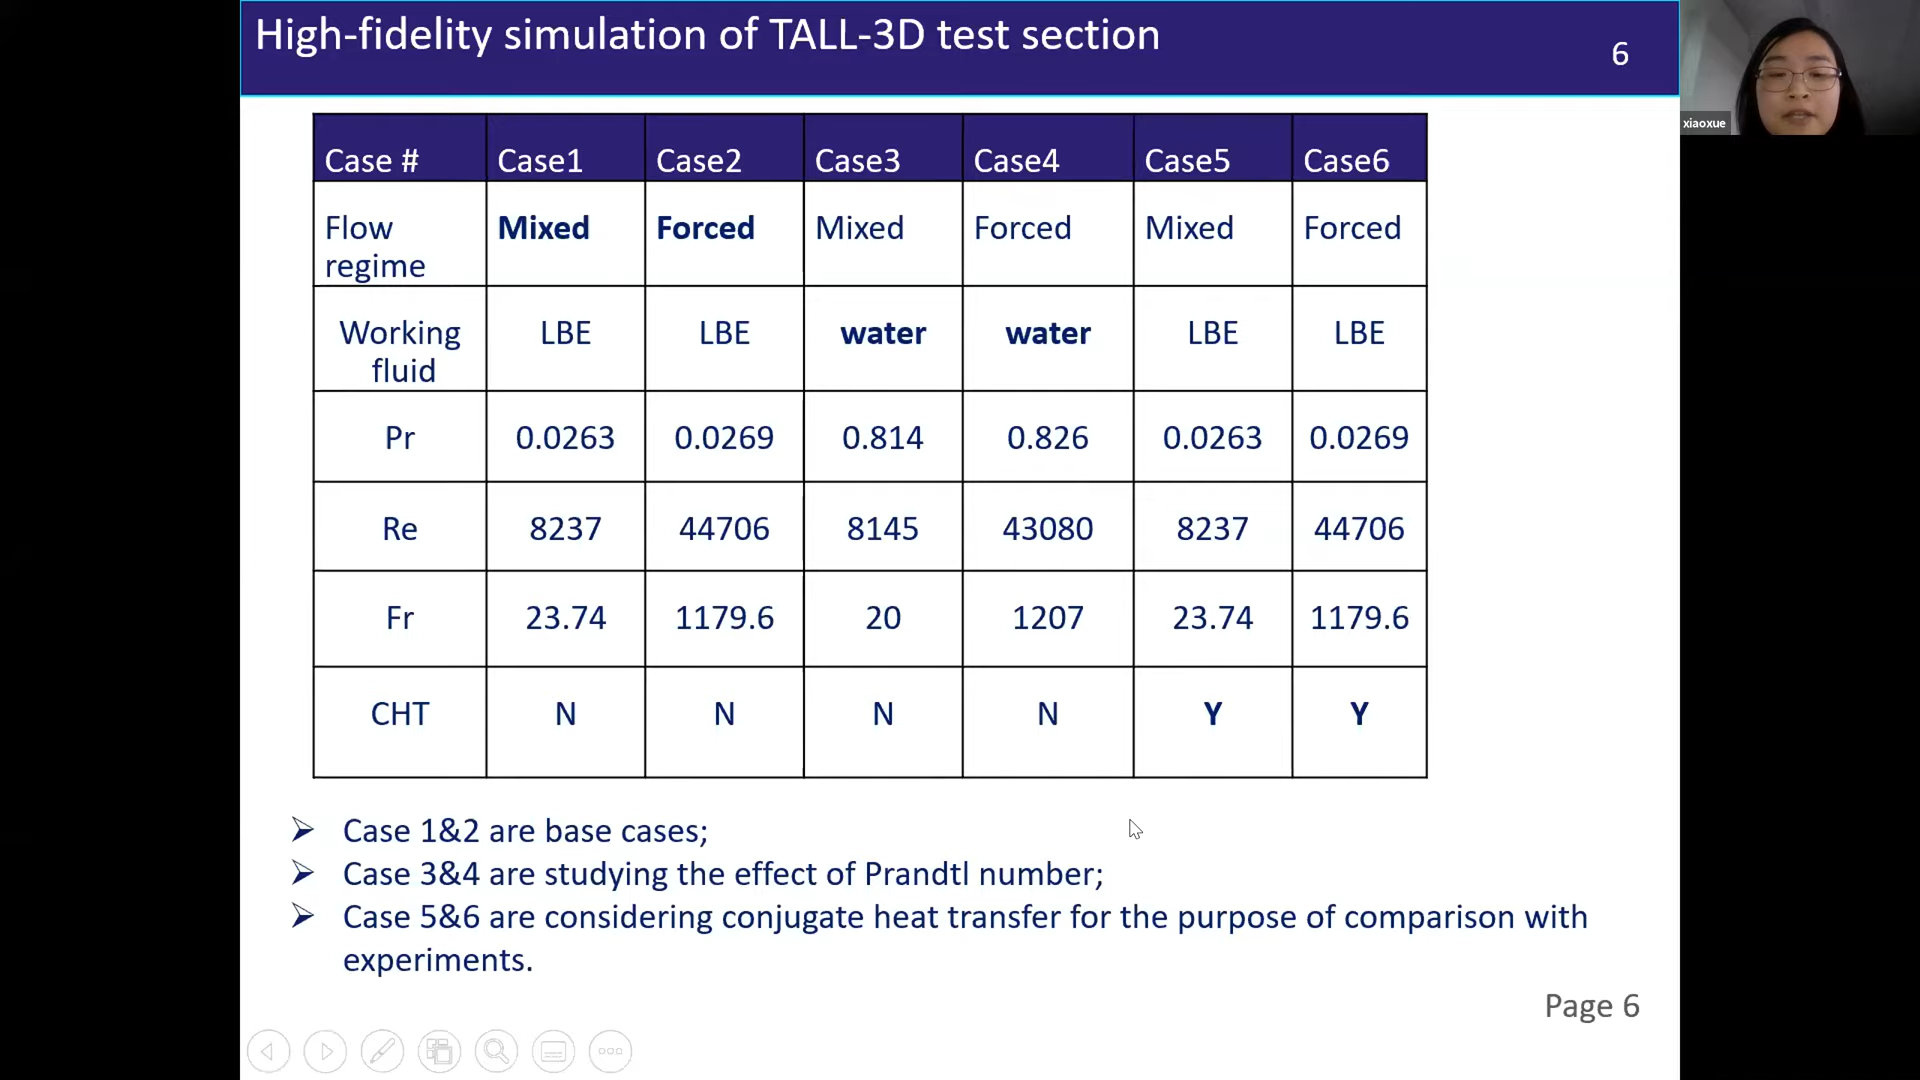 High-fidelity simulation of TALL-3D test section
6
xiaoxue
Case # Case1 Case2 Case3 Case4 Case5 Case6
Flow regime Mixed Forced Mixed Forced Mixed Forced
Working fluid LBE LBE water water LBE LBE
Pr 0.0263 0.0269 0.814 0.826 0.0263 0.0269
Re 8237 44706 8145 43080 8237 44706
Fr 23.74 1179.6 20 1207 23.74 1179.6
CHT N N N N Y Y
➢ Case 1&2 are base cases;
➢ Case 3&4 are studying the effect of Prandtl number;
➢ Case 5&6 are considering conjugate heat transfer for the purpose of comparison with
experiments.
Page 6